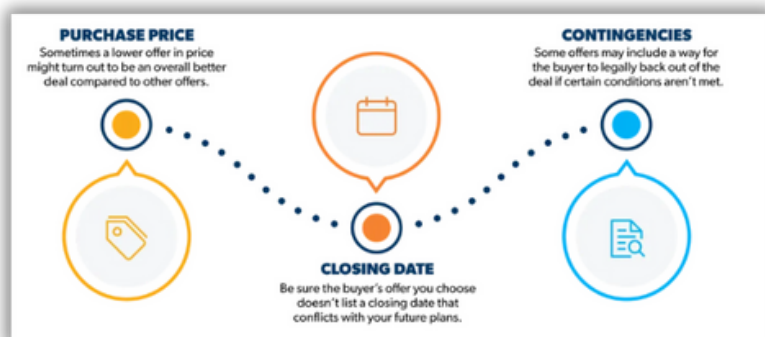 PURCHASE PRICE
Sometimes a lower offer in price
might turn out to be an overall better
deal compared to other offers.
CLOSING DATE
Be sure the buyer's offer you choose
doesn't list a closing date that
conflicts with your future plans.
CONTINGENCIES
Some offers may include a way for
the buyer to legally back out of the
deal if certain conditions aren't met.